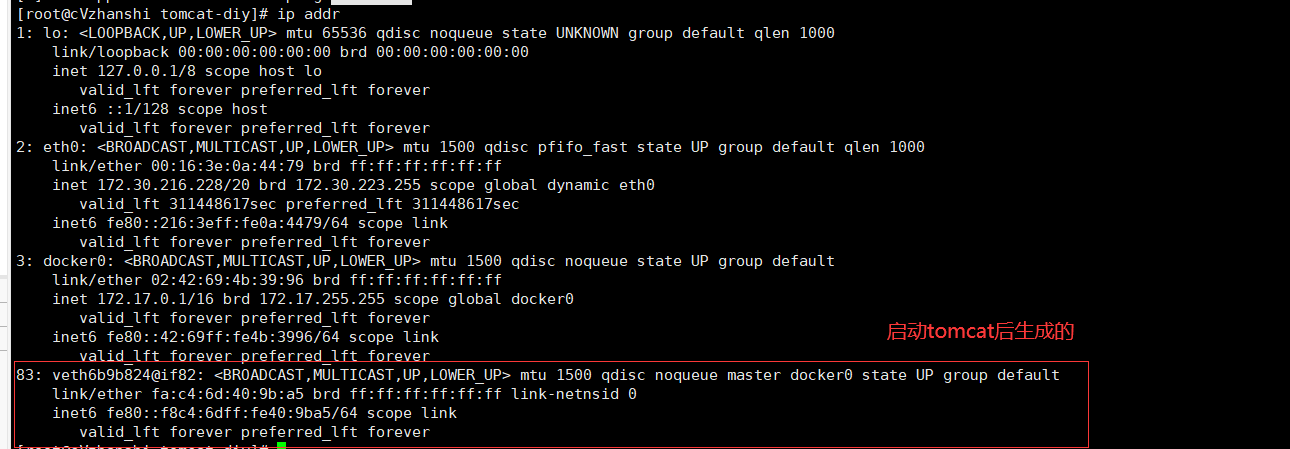 [root@cVzhanshi tomcat-diy]# ip addr
1: lo: <LOOPBACK,UP,LOWER_UP> mtu 65536 qdisc noqueue state UNKNOWN group default qlen 1000
    link/loopback 00:00:00:00:00:00 brd 00:00:00:00:00:00
    inet 127.0.0.1/8 scope host lo
       valid_lft forever preferred_lft forever
    inet6 ::1/128 scope host
       valid_lft forever preferred_lft forever
2: eth0: <BROADCAST,MULTICAST,UP,LOWER_UP> mtu 1500 qdisc pfifo_fast state UP group default qlen 1000
    link/ether 00:16:3e:0a:44:79 brd ff:ff:ff:ff:ff:ff
    inet 172.30.216.228/20 brd 172.30.223.255 scope global dynamic eth0
       valid_lft 311448617sec preferred_lft 311448617sec
    inet6 fe80::216:3eff:fe0a:4479/64 scope link
       valid_lft forever preferred_lft forever
3: docker0: <BROADCAST,MULTICAST,UP,LOWER_UP> mtu 1500 qdisc noqueue state UP group default
    link/ether 02:42:69:4b:39:96 brd ff:ff:ff:ff:ff:ff
    inet 172.17.0.1/16 brd 172.17.255.255 scope global docker0
       valid_lft forever preferred_lft forever
    inet6 fe80::42:69ff:fe4b:3996/64 scope link
       valid_lft forever preferred_lft forever
启动tomcat后生成的
83: veth6b9b824@if82: <BROADCAST,MULTICAST,UP,LOWER_UP> mtu 1500 qdisc noqueue master docker0 state UP group default
    link/ether fa:c4:6d:40:9b:a5 brd ff:ff:ff:ff:ff:ff link-netnsid 0
    inet6 fe80::f8c4:6dff:fe40:9ba5/64 scope link
       valid_lft forever preferred_lft forever
[root@cVzhanshi tomcat-diy]#